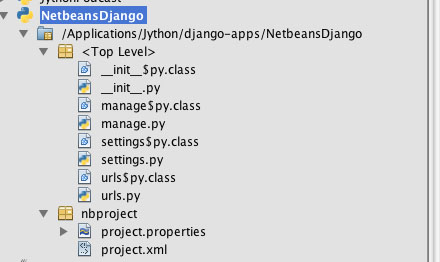 JythonPodcast
NetbeansDjango
/Applications/Jython/django-apps/NetbeansDjango
<Top Level>
__init__$py.class
__init__.py
manage$py.class
manage.py
settings$py.class
settings.py
urls$py.class
urls.py
nbproject
project.properties
project.xml